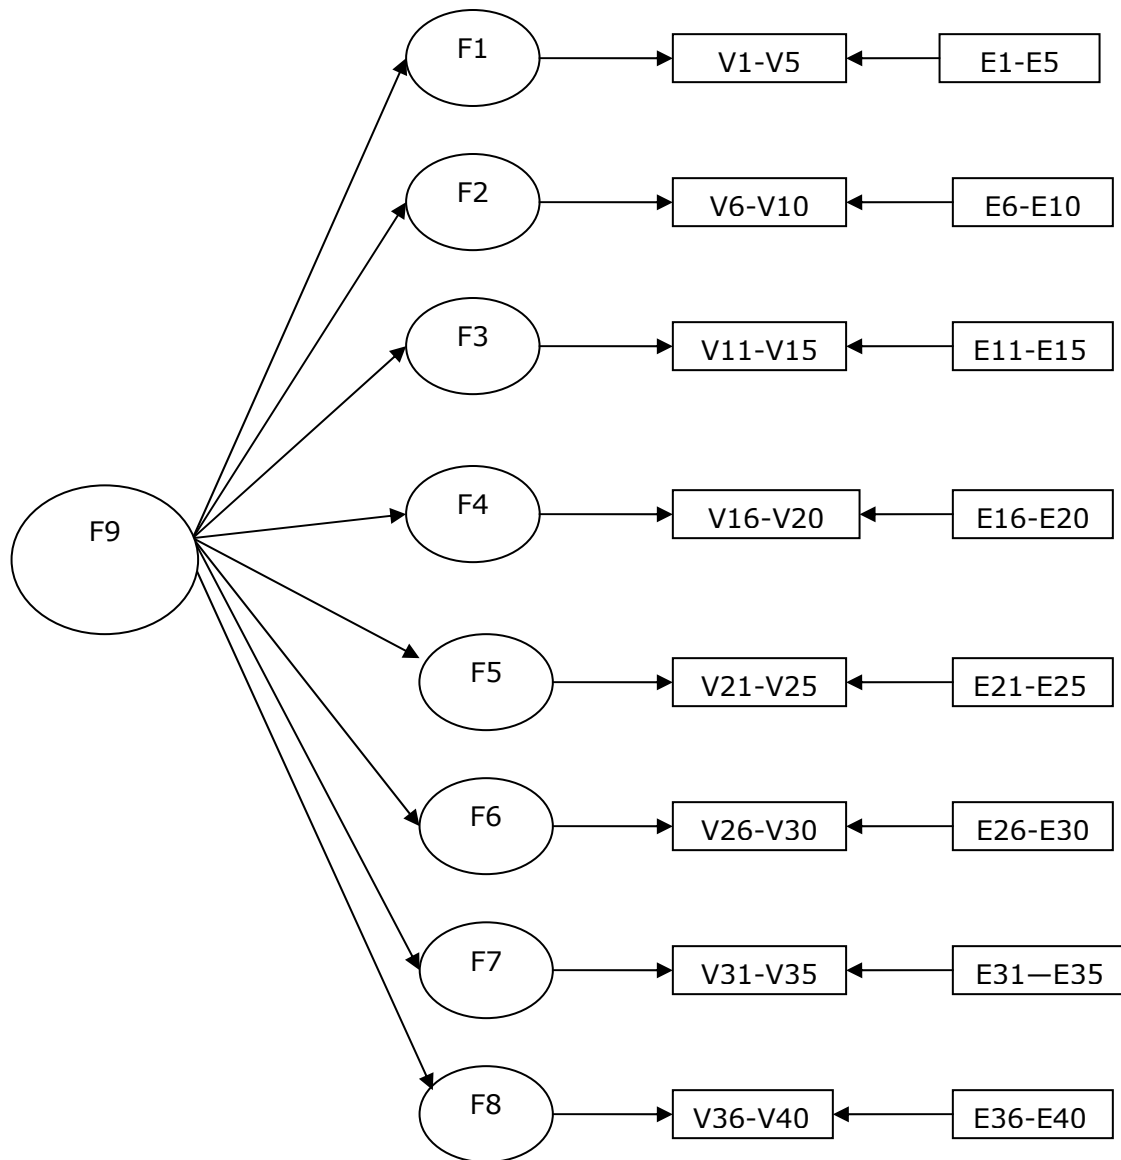 F1 V1-V5 E1-E5
F2 V6-V10 E6-E10
F3 V11-V15 E11-E15
F4 V16-V20 E16-E20
F9
F5 V21-V25 E21-E25
F6 V26-V30 E26-E30
F7 V31-V35 E31—E35
F8 V36-V40 E36-E40